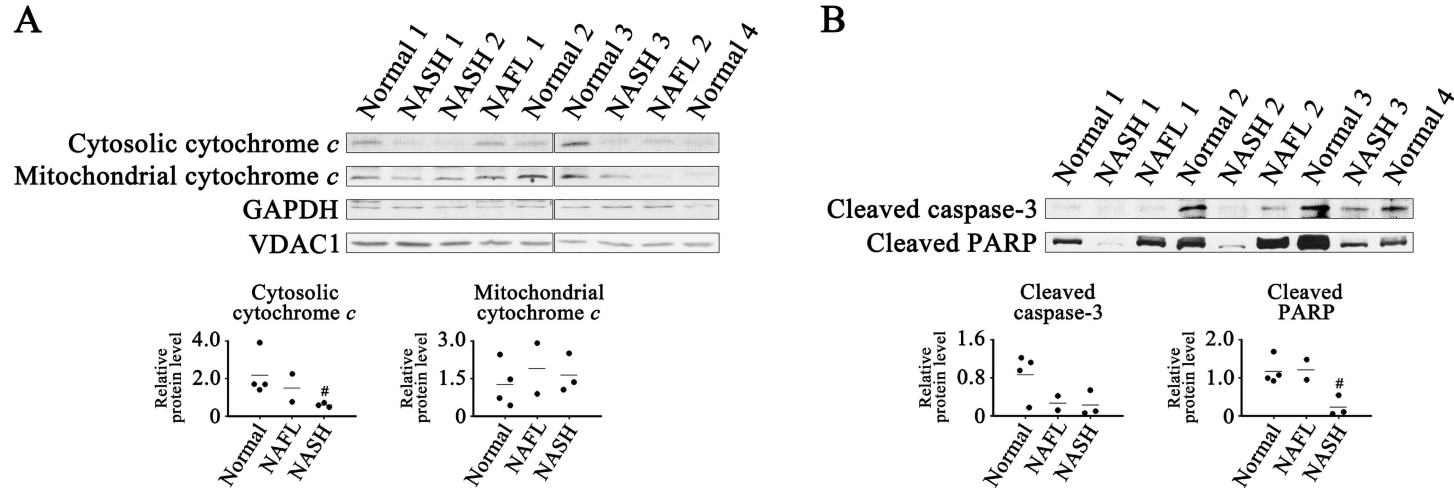 A
Normal 1
NASH 1
NASH 2
NAFL 1
Normal 2
Normal 3
NASH 3
NAFL 2
Normal 4
Cytosolic cytochrome c
Mitochondrial cytochrome c
GAPDH
VDAC1
Cytosolic
cytochrome c
Relative
protein level
4.0
2.0
0
#
Normal
NAFL
NASH
Mitochondrial
cytochrome c
Relative
protein level
3.0
1.5
0
Normal
NAFL
NASH
B
Normal 1
NASH 1
NAFL 1
Normal 2
NASH 2
NAFL 2
Normal 3
NASH 3
Normal 4
Cleaved caspase-3
Cleaved PARP
Cleaved
caspase-3
Relative
protein level
1.6
0.8
0
Normal
NAFL
NASH
Cleaved
PARP
Relative
protein level
2.0
1.0
0
#
Normal
NAFL
NASH